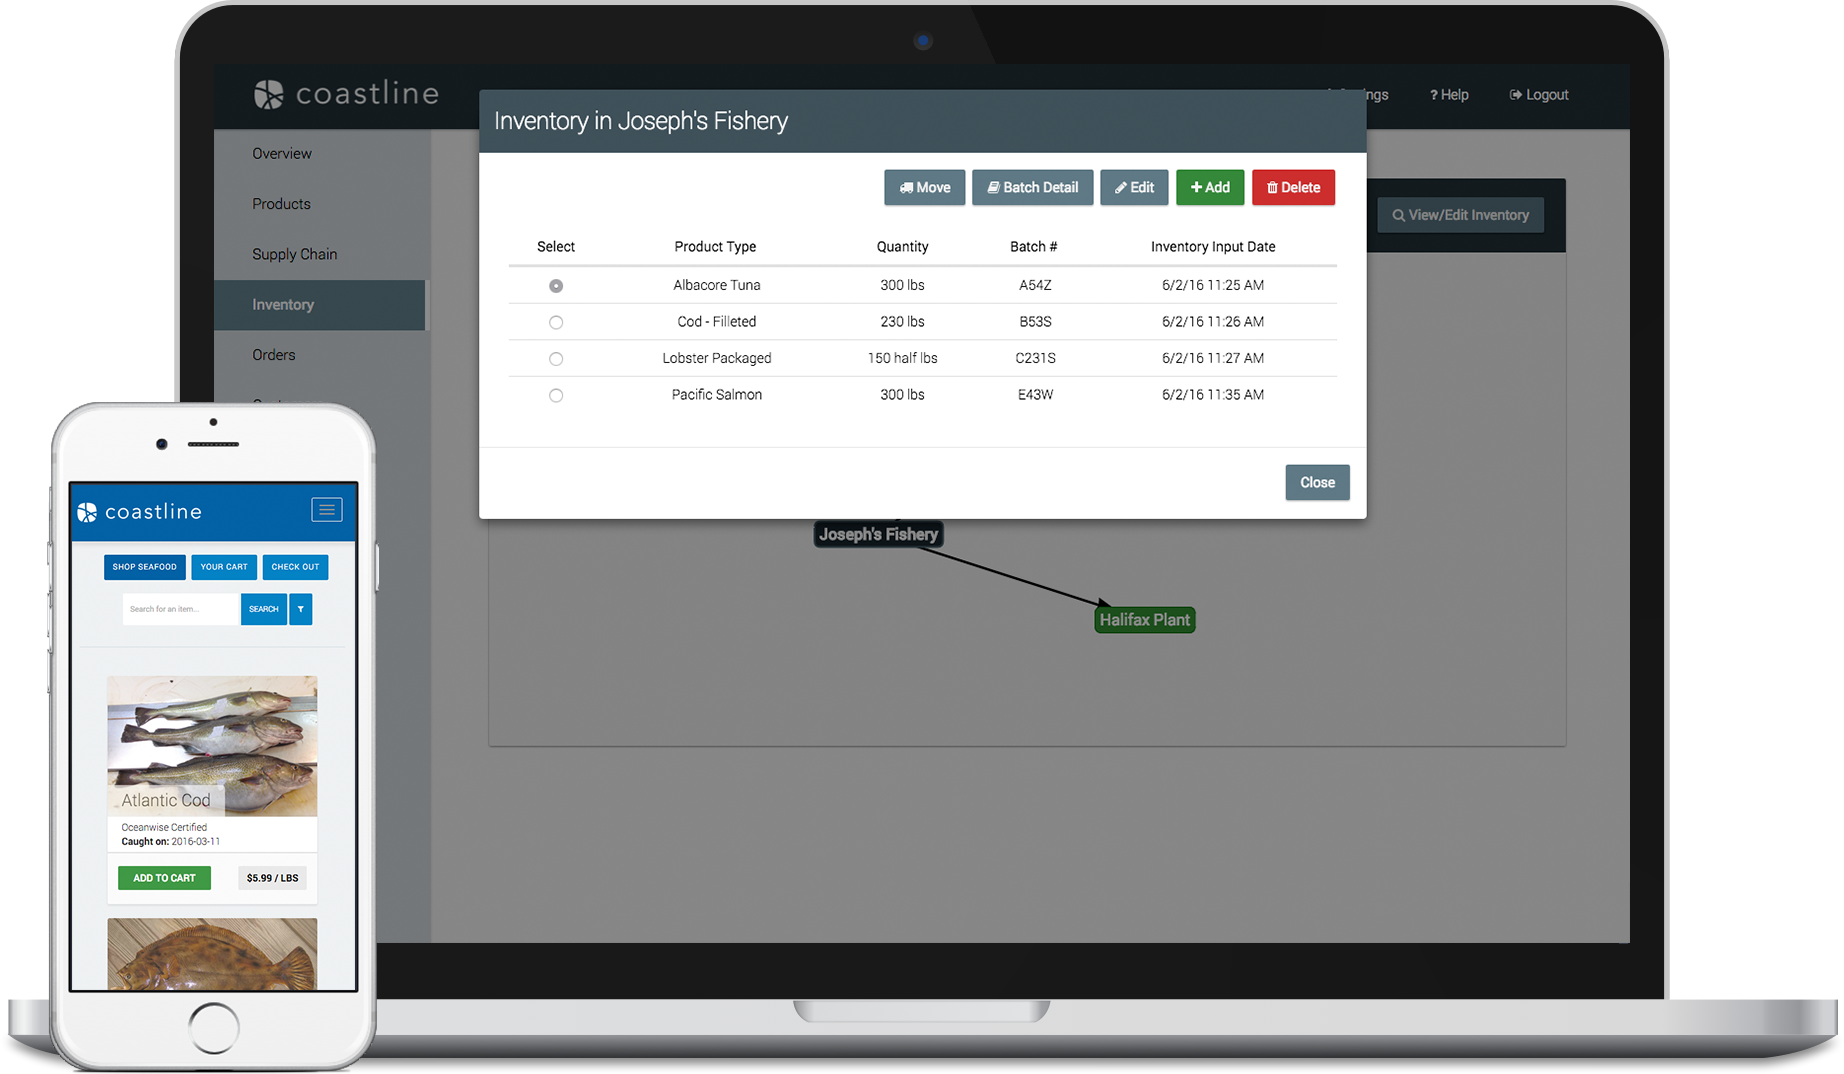 coastline
ngs
? Help
Logout
Overview
Products
Supply Chain
Inventory
Orders
Inventory in Joseph's Fishery
Move
Batch Detail
Edit
+ Add
Delete
View/Edit Inventory
Select Product Type Quantity Batch # Inventory Input Date
Albacore Tuna 300 lbs A54Z 6/2/16 11:25 AM
Cod - Filleted 230 lbs B53S 6/2/16 11:26 AM
Lobster Packaged 150 half lbs C231S 6/2/16 11:27 AM
Pacific Salmon 300 lbs E43W 6/2/16 11:35 AM
Close
Joseph's Fishery
Halifax Plant
coastline
SHOP SEAFOOD YOUR CART CHECK OUT
Search for an item... SEARCH
Atlantic Cod
Oceanwise Certified
Caught on: 2016-03-11
ADD TO CART $5.99 / LBS